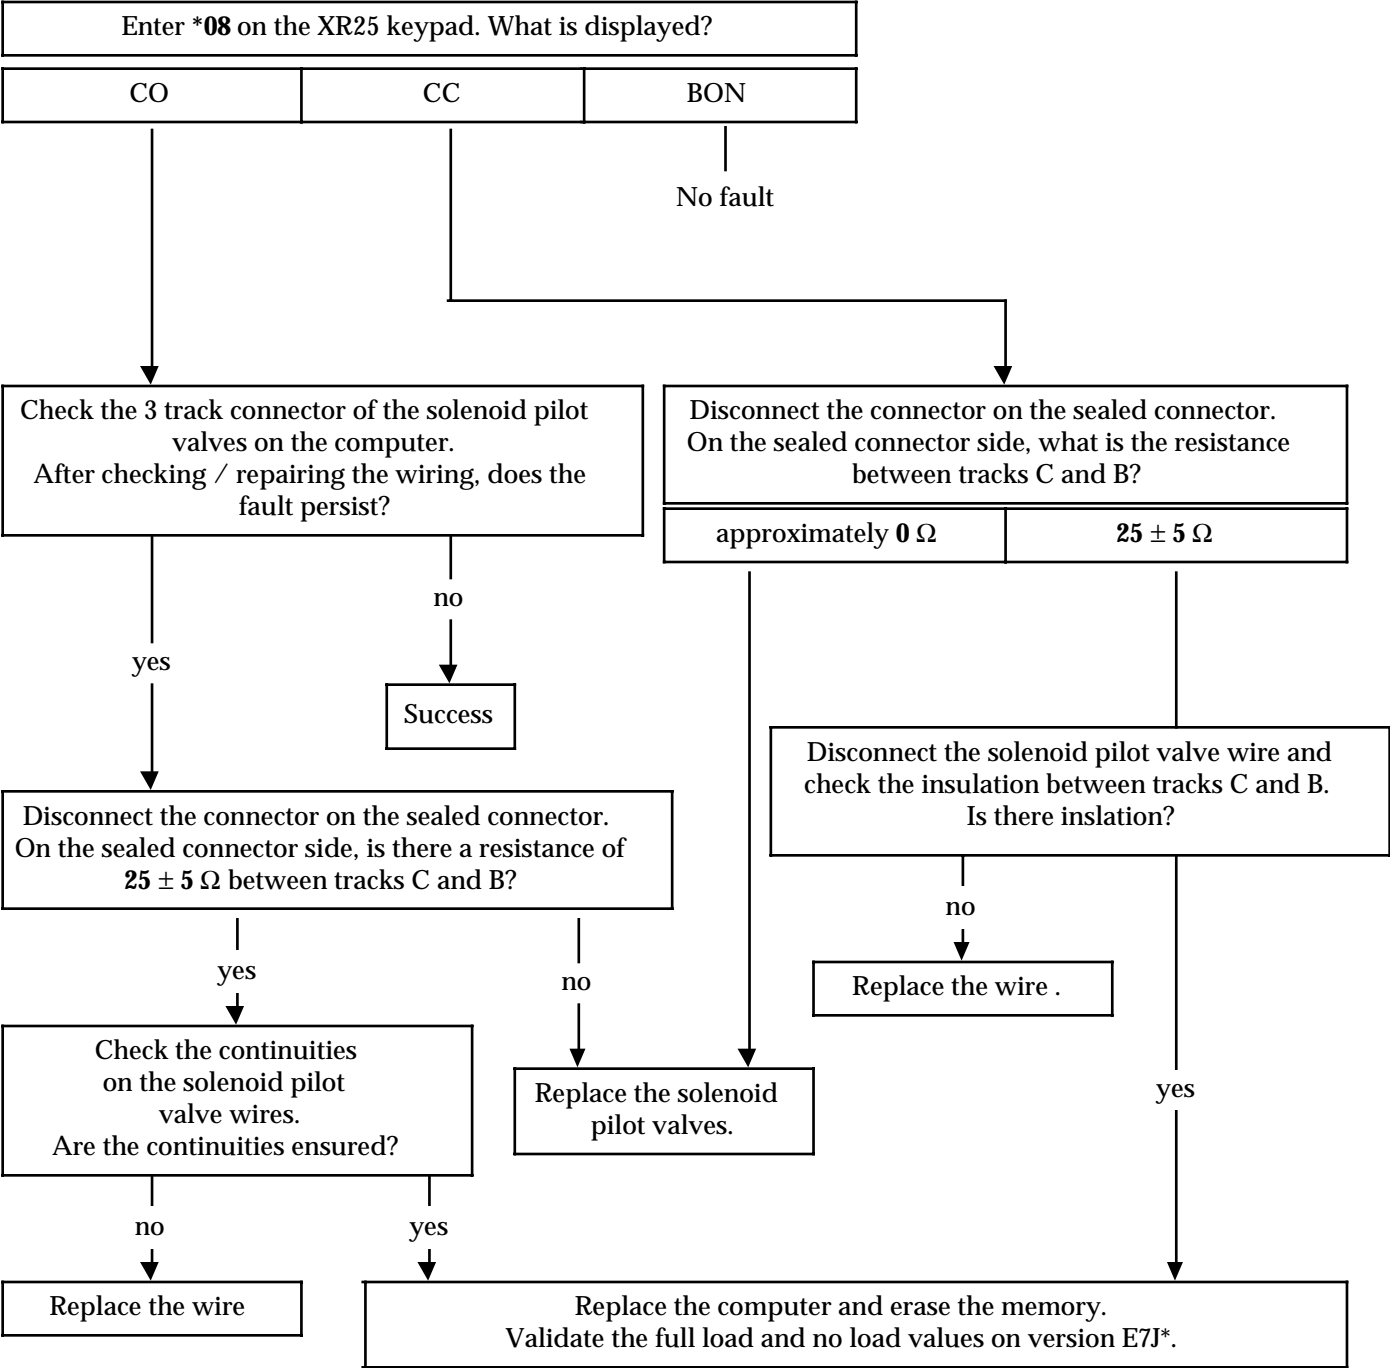 Enter *08 on the XR25 keypad. What is displayed?
CO
CC
BON
No fault
Check the 3 track connector of the solenoid pilot
valves on the computer.
After checking / repairing the wiring, does the
fault persist?
Disconnect the connector on the sealed connector.
On the sealed connector side, what is the resistance
between tracks C and B?
approximately 0 Ω
25 ± 5 Ω
no
yes
Success
Disconnect the solenoid pilot valve wire and
check the insulation between tracks C and B.
Is there inslation?
Disconnect the connector on the sealed connector.
On the sealed connector side, is there a resistance of
25 ± 5 Ω between tracks C and B?
no
yes
no
Replace the wire .
Check the continuities
on the solenoid pilot
valve wires.
Are the continuities ensured?
Replace the solenoid
pilot valves.
yes
no
yes
Replace the wire
Replace the computer and erase the memory.
Validate the full load and no load values on version E7J*.